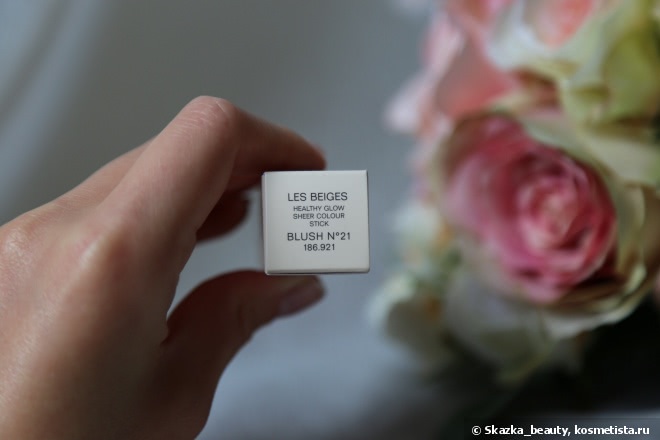 LES BEIGES
HEALTHY GLOW
SHEER COLOUR
STICK
BLUSH N°21
186.921
© Skazka_beauty, kosmetista.ru